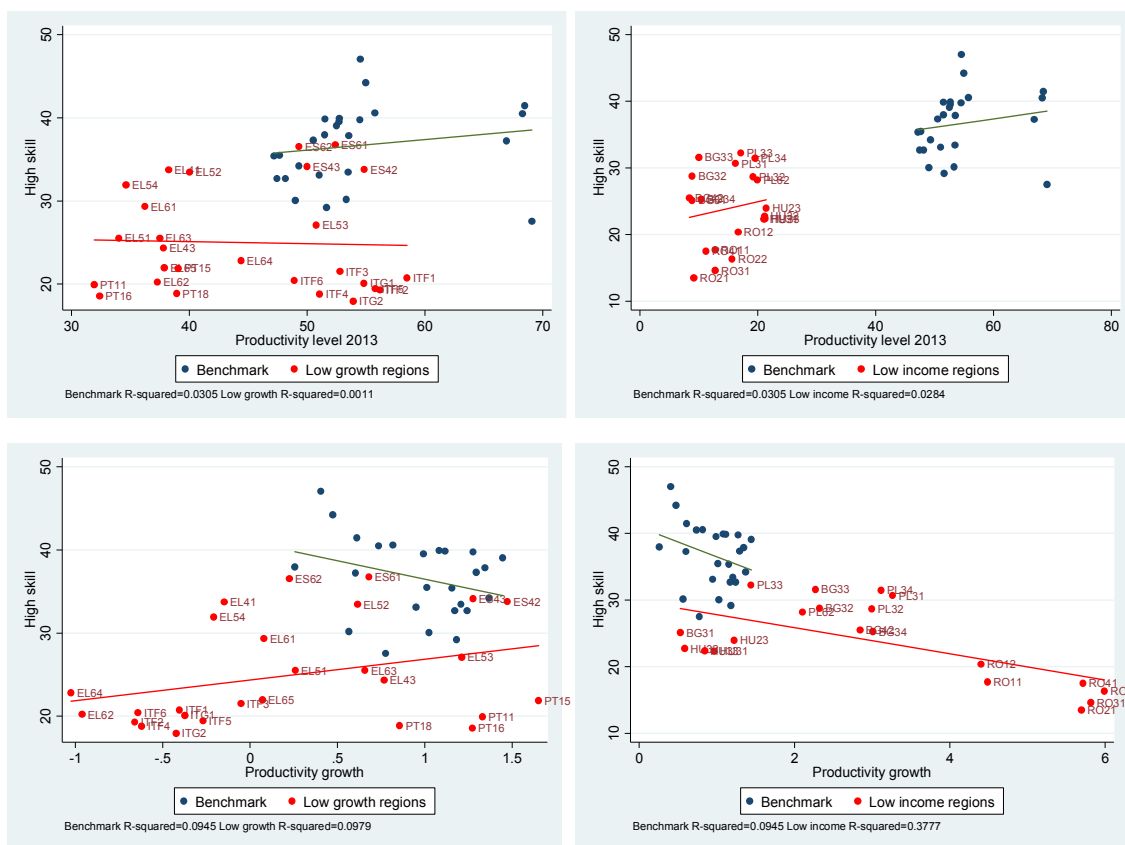 50
40
30
20
High skill
ES62
ES61
EL41
EL52
ES43
ES42
EL54
EL61
EL53
EL51
EL63
EL43
EL64
PT15
EL62
ITF3
ITF6
ITG1
ITF1
PT11
PT16
PT18
ITF4
ITG2
30 40 50 60 70
Productivity level 2013
Benchmark Low growth regions
Benchmark R-squared=0.0305 Low growth R-squared=0.0011
50
40
30
20
10
High skill
BG33
PL33
PL34
PL31
BG32
PL32
PL62
HU23
RO12
RO11
RO22
RO31
RO21
0 20 40 60 80
Productivity level 2013
Benchmark Low income regions
Benchmark R-squared=0.0305 Low income R-squared=0.0284
50
40
30
20
High skill
ES62
ES61
EL41
EL52
ES42
EL54
EL61
EL53
EL51
EL63
EL43
EL64
EL65
PT15
EL62
ITF6
ITF1
ITG1
ITF3
ITF5
ITF4
ITG2
PT18
PT11
PT16
-1 -.5 0 .5 1 1.5
Productivity growth
Benchmark Low growth regions
Benchmark R-squared=0.0945 Low growth R-squared=0.0979
50
40
30
20
10
High skill
PL33
BG33
PL34
PL31
BG32
PL62
PL32
BG31
BG34
HU23
HU31
RO12
RO11
RO41
RO31
RO21
0 2 4 6
Productivity growth
Benchmark Low income regions
Benchmark R-squared=0.0945 Low income R-squared=0.3777